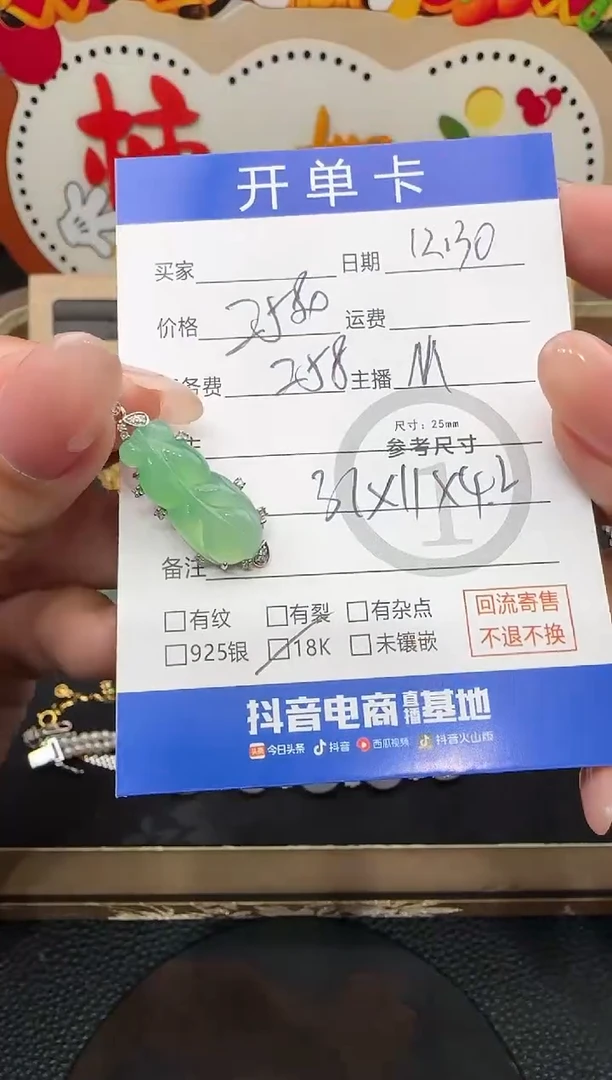 开单卡
买家 日期 12.30
价格 2580 运费
务费 258 主播 M
尺寸：25mm
参考尺寸
1
备注
□有纹 □有裂 □有杂点
□925银 □18K □未镶嵌
回流寄售
不退不换
抖音电商直播基地
头条 今日头条 抖音 西瓜视频 抖音火山版